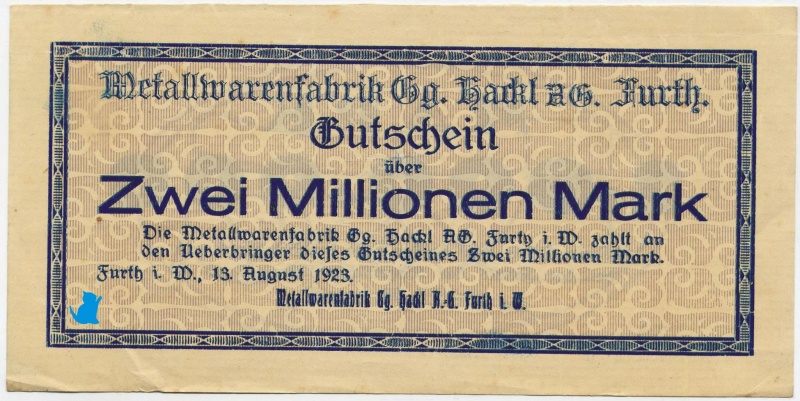 Metallwarenfabrik Gg. Hackl AG. Furth.
Gutschein
über
Zwei Millionen Mark
Die Metallwarenfabrik Gg. Hackl AG. Furth i. W. zahlt an
den Ueberbringer dieses Gutscheines Zwei Millionen Mark.
Furth i. W., 13. August 1923.
Metallwarenfabrik Gg. Hackl A.-G. Furth i. W.